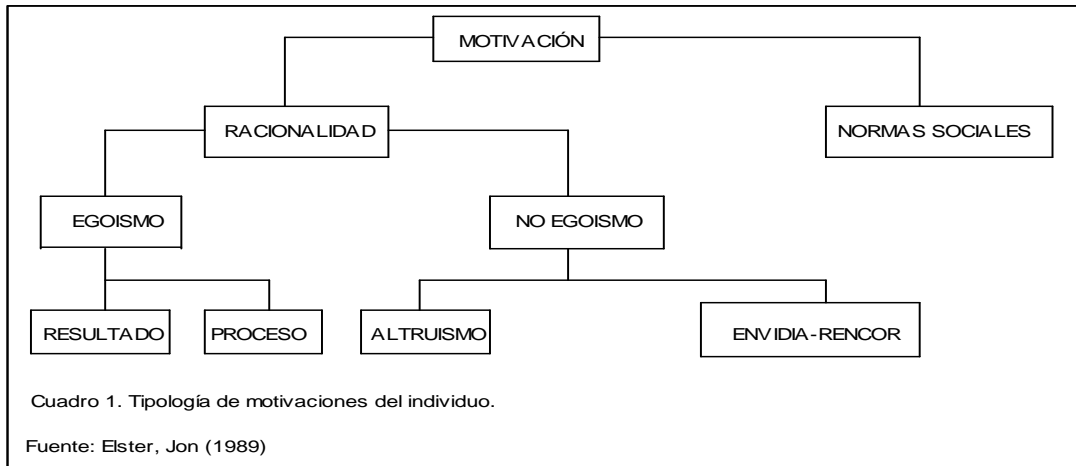 MOTIVACIÓN
RACIONALIDAD
NORMAS SOCIALES
EGOISMO
NO EGOISMO
RESULTADO
PROCESO
ALTRUISMO
ENVIDIA-RENCOR
Cuadro 1. Tipología de motivaciones del individuo.
Fuente: Elster, Jon (1989)